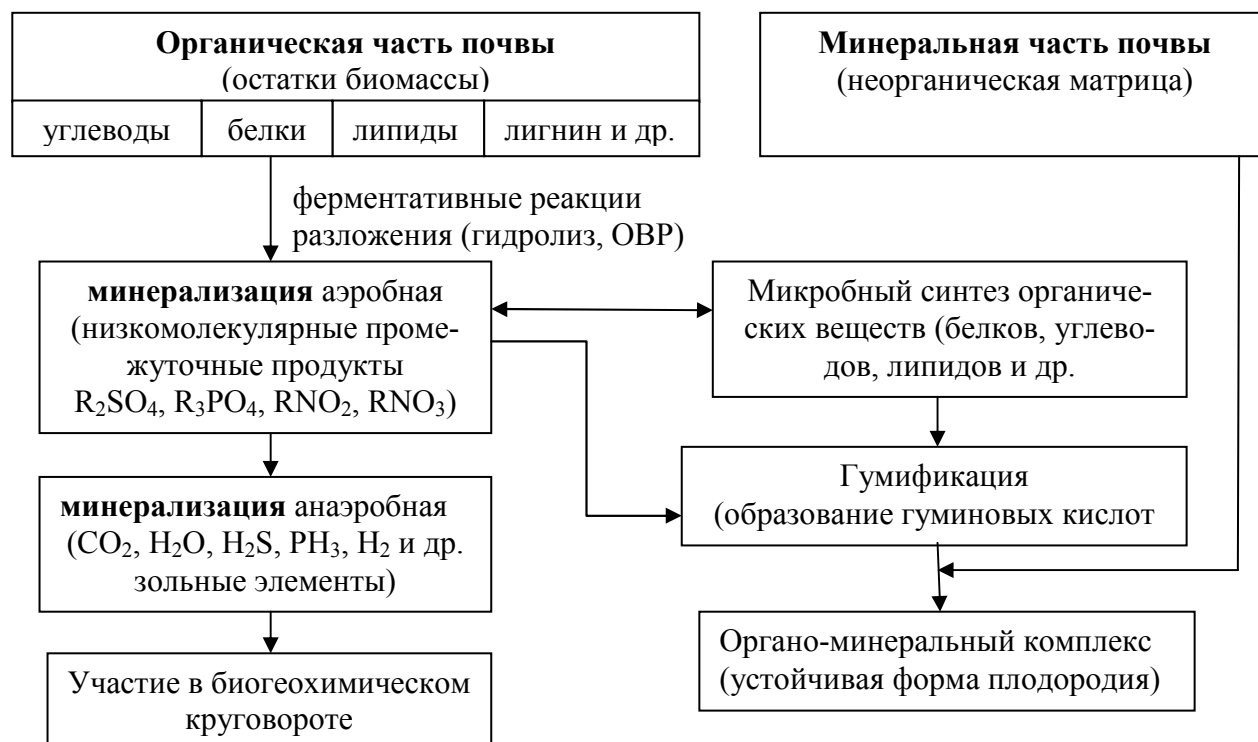 Органическая часть почвы
(остатки биомассы)
углеводы
белки
липиды
лигнин и др.
Минеральная часть почвы
(неорганическая матрица)
ферментативные реакции
разложения (гидролиз, ОВР)
минерализация аэробная
(низкомолекулярные проме-
жуточные продукты
R₂SO₄, R₃PO₄, RNO₂, RNO₃)
Микробный синтез органиче-
ских веществ (белков, углево-
дов, липидов и др.
минерализация анаэробная
(CO₂, H₂O, H₂S, PH₃, H₂ и др.
зольные элементы)
Гумификация
(образование гуминовых кислот
Участие в биогеохимическом
круговороте
Органо-минеральный комплекс
(устойчивая форма плодородия)